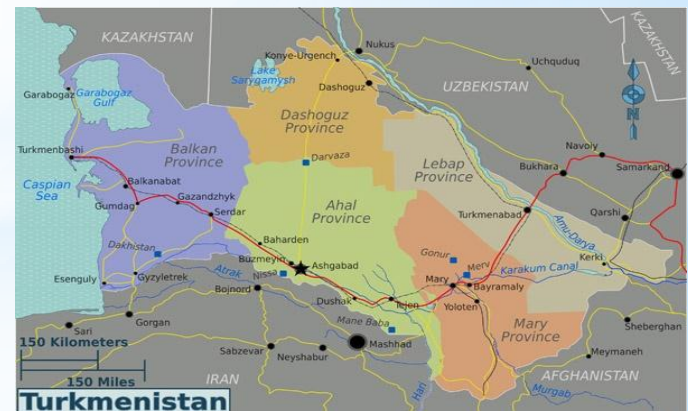 KAZAKHSTAN
KAZAKHSTAN
Nukus
Konye-Urgench
Uchquduq
Lake
Sarygamysh
Garabogaz
Garabogaz
Gulf
Dashoguz
UZBEKISTAN
Dashoguz
Province
Balkan
Province
Turkmenbashi
Navoiy
Lebap
Province
Bukhara
Samarkand
Darvaza
Caspian
Sea
Balkanabat
Gazandzhyk
Gumdag
Serdar
Ahal
Province
Turkmenabad
Qarshi
Amu-Darya
Baharden
Dakhistan
Büzmeyin
Ashgabad
Gonur
Merv
Kerki
Karakum Canal
Esenguly
Gyzyletrek
Atrak
Nissa
Mary
Bayramaly
Bojnord
Dushak
Tejen
Yoloten
Mane Baba
Sari
Gorgan
Mary
Province
Sheberghan
150 Kilometers
Sabzevar
Neyshabur
Mashhad
Meymaneh
150 Miles
IRAN
Hari
Murgab
AFGHANISTAN
Turkmenistan